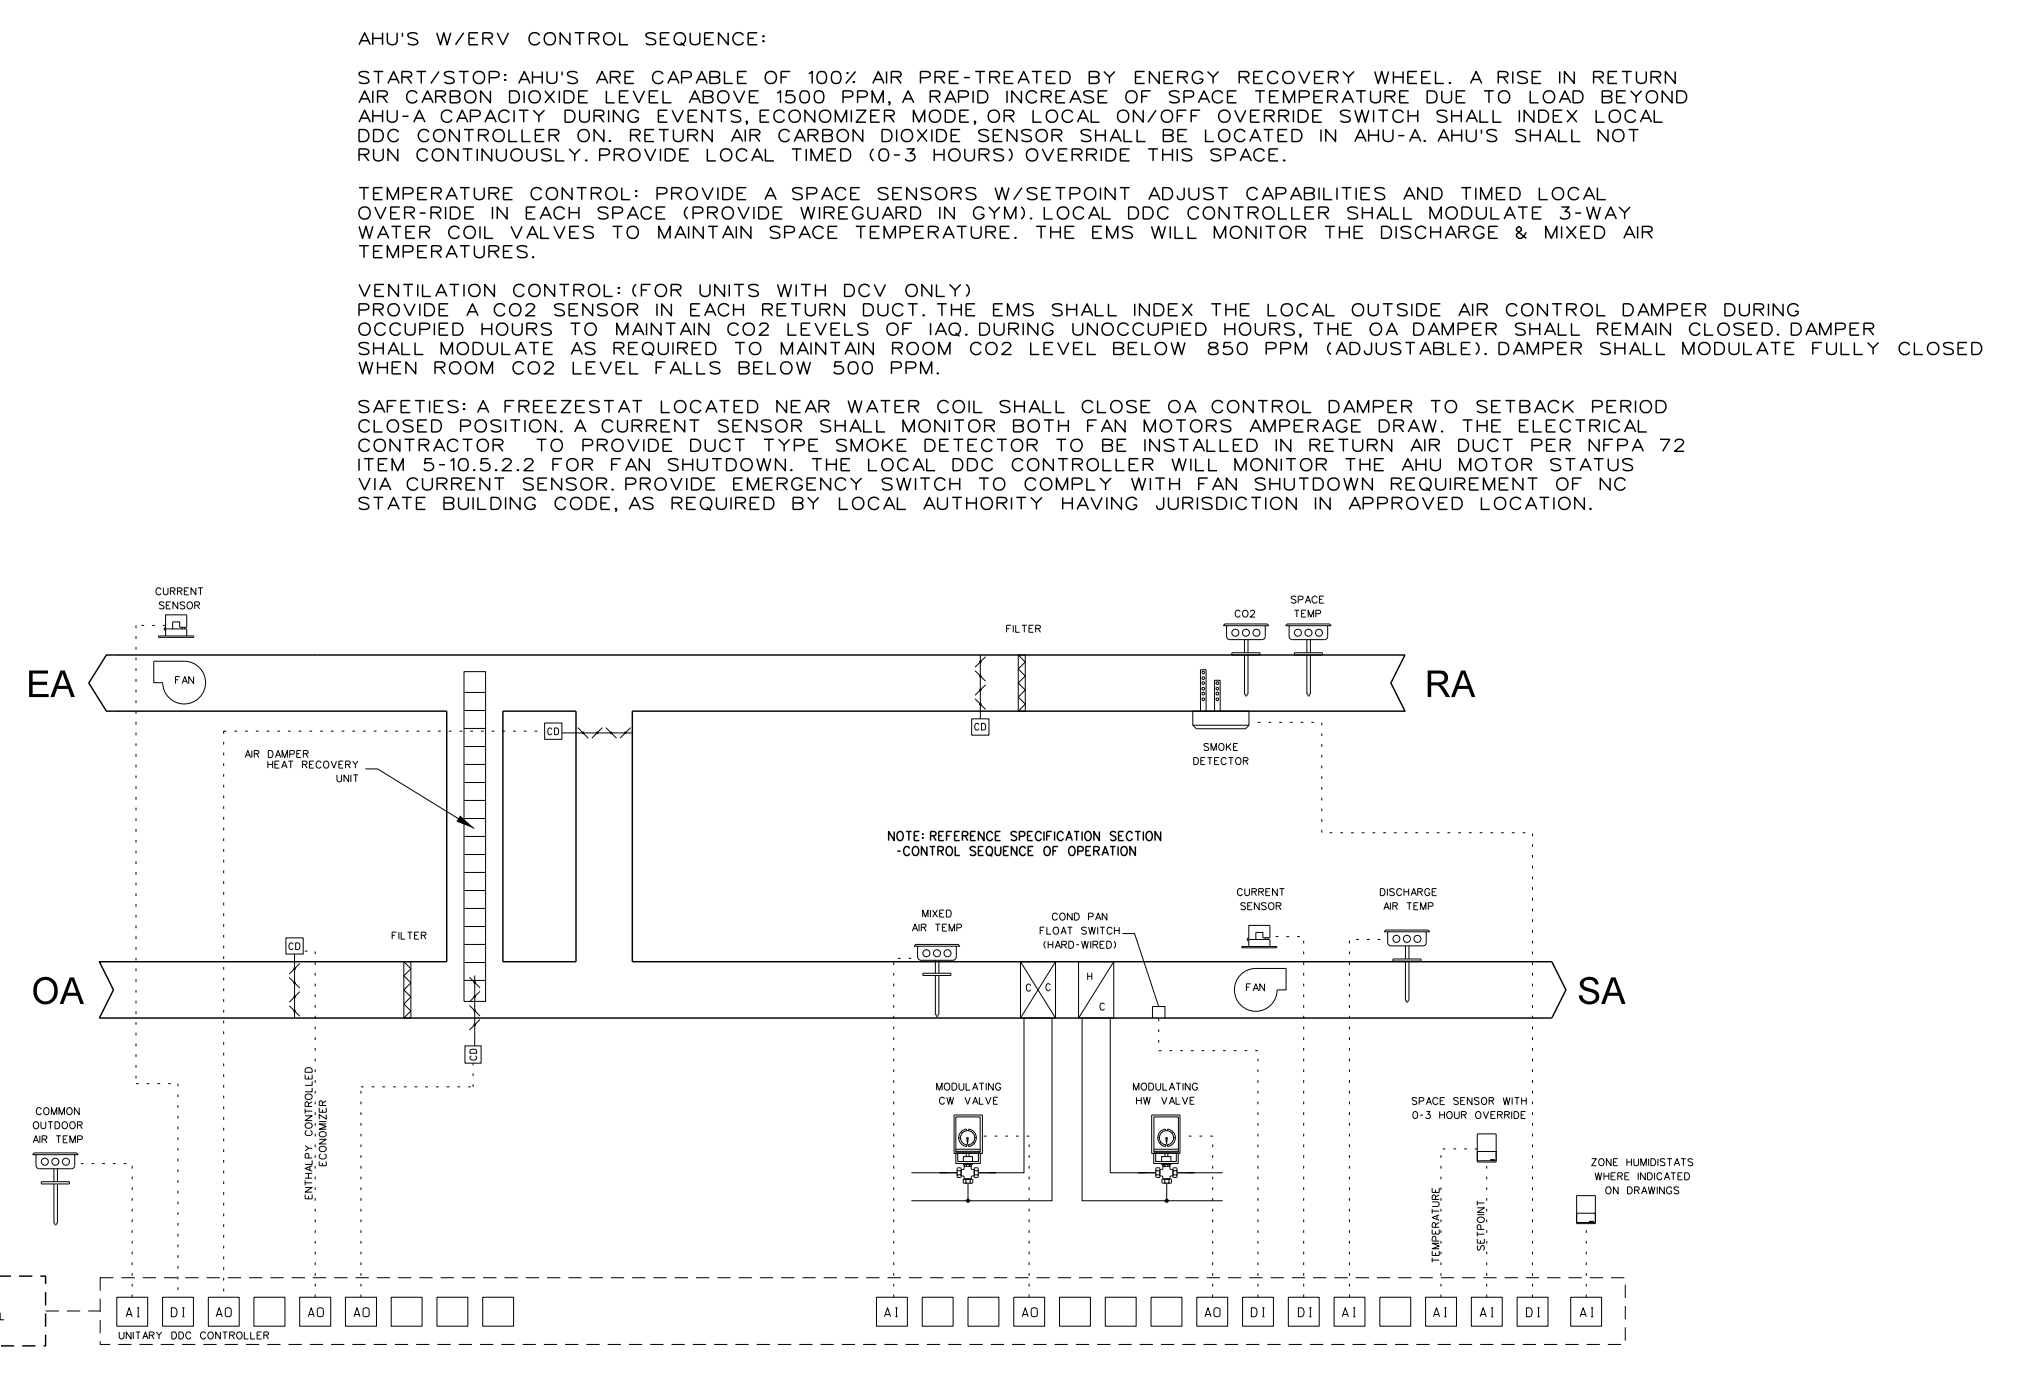 AHU'S W/ERV CONTROL SEQUENCE:
START/STOP: AHU'S ARE CAPABLE OF 100% AIR PRE-TREATED BY ENERGY RECOVERY WHEEL. A RISE IN RETURN
AIR CARBON DIOXIDE LEVEL ABOVE 1500 PPM, A RAPID INCREASE OF SPACE TEMPERATURE DUE TO LOAD BEYOND
AHU-A CAPACITY DURING EVENTS, ECONOMIZER MODE, OR LOCAL ON/OFF OVERRIDE SWITCH SHALL INDEX LOCAL
DDC CONTROLLER ON. RETURN AIR CARBON DIOXIDE SENSOR SHALL BE LOCATED IN AHU-A. AHU'S SHALL NOT
RUN CONTINUOUSLY. PROVIDE LOCAL TIMED (0-3 HOURS) OVERRIDE THIS SPACE.
TEMPERATURE CONTROL: PROVIDE A SPACE SENSORS W/SETPOINT ADJUST CAPABILITIES AND TIMED LOCAL
OVER-RIDE IN EACH SPACE (PROVIDE WIREGUARD IN GYM). LOCAL DDC CONTROLLER SHALL MODULATE 3-WAY
WATER COIL VALVES TO MAINTAIN SPACE TEMPERATURE. THE EMS WILL MONITOR THE DISCHARGE & MIXED AIR
TEMPERATURES.
VENTILATION CONTROL: (FOR UNITS WITH DCV ONLY)
PROVIDE A CO2 SENSOR IN EACH RETURN DUCT. THE EMS SHALL INDEX THE LOCAL OUTSIDE AIR CONTROL DAMPER DURING
OCCUPIED HOURS TO MAINTAIN CO2 LEVELS OF IAQ. DURING UNOCCUPIED HOURS, THE OA DAMPER SHALL REMAIN CLOSED. DAMPER
SHALL MODULATE AS REQUIRED TO MAINTAIN ROOM CO2 LEVEL BELOW 850 PPM (ADJUSTABLE). DAMPER SHALL MODULATE FULLY CLOSED
WHEN ROOM CO2 LEVEL FALLS BELOW 500 PPM.
SAFETIES: A FREEZESTAT LOCATED NEAR WATER COIL SHALL CLOSE OA CONTROL DAMPER TO SETBACK PERIOD
CLOSED POSITION. A CURRENT SENSOR SHALL MONITOR BOTH FAN MOTORS AMPERAGE DRAW. THE ELECTRICAL
CONTRACTOR TO PROVIDE DUCT TYPE SMOKE DETECTOR TO BE INSTALLED IN RETURN AIR DUCT PER NFPA 72
ITEM 5-10.5.2.2 FOR FAN SHUTDOWN. THE LOCAL DDC CONTROLLER WILL MONITOR THE AHU MOTOR STATUS
VIA CURRENT SENSOR. PROVIDE EMERGENCY SWITCH TO COMPLY WITH FAN SHUTDOWN REQUIREMENT OF NC
STATE BUILDING CODE, AS REQUIRED BY LOCAL AUTHORITY HAVING JURISDICTION IN APPROVED LOCATION.
CURRENT
SENSOR
FILTER
CO2
SPACE
TEMP
EA
FAN
RA
CD
CD
SMOKE
DETECTOR
AIR DAMPER
HEAT RECOVERY
UNIT
NOTE: REFERENCE SPECIFICATION SECTION
-CONTROL SEQUENCE OF OPERATION
CD
FILTER
MIXED
AIR TEMP
COND PAN
FLOAT SWITCH
(HARD-WIRED)
CURRENT
SENSOR
DISCHARGE
AIR TEMP
OA
C C
H
C
FAN
SA
CD
COMMON
OUTDOOR
AIR TEMP
ENTHALPY CONTROLLED
ECONOMIZER
MODULATING
CW VALVE
MODULATING
HW VALVE
SPACE SENSOR WITH
0-3 HOUR OVERRIDE
ZONE HUMIDISTATS
WHERE INDICATED
ON DRAWINGS
TEMPERATURE
SETPOINT
L
AI DI AO AO AO AI AO AO DI DI AI AI AI DI AI
UNITARY DDC CONTROLLER